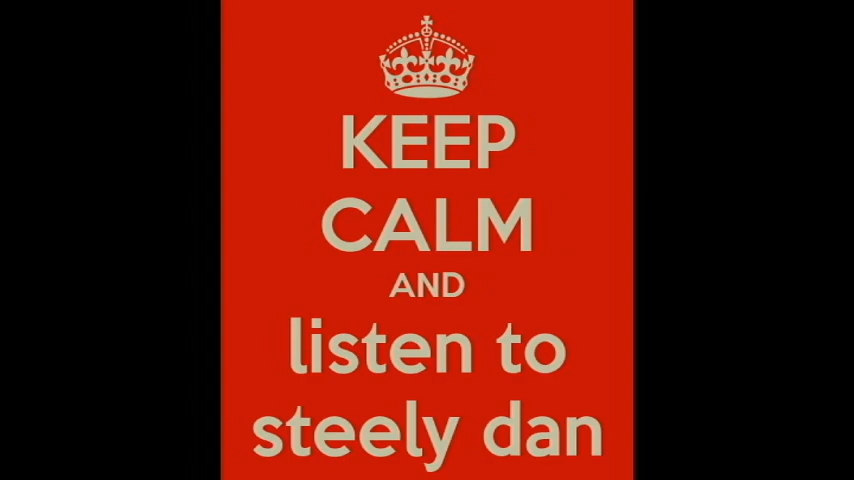 KEEP
CALM
AND
listen to
steely dan